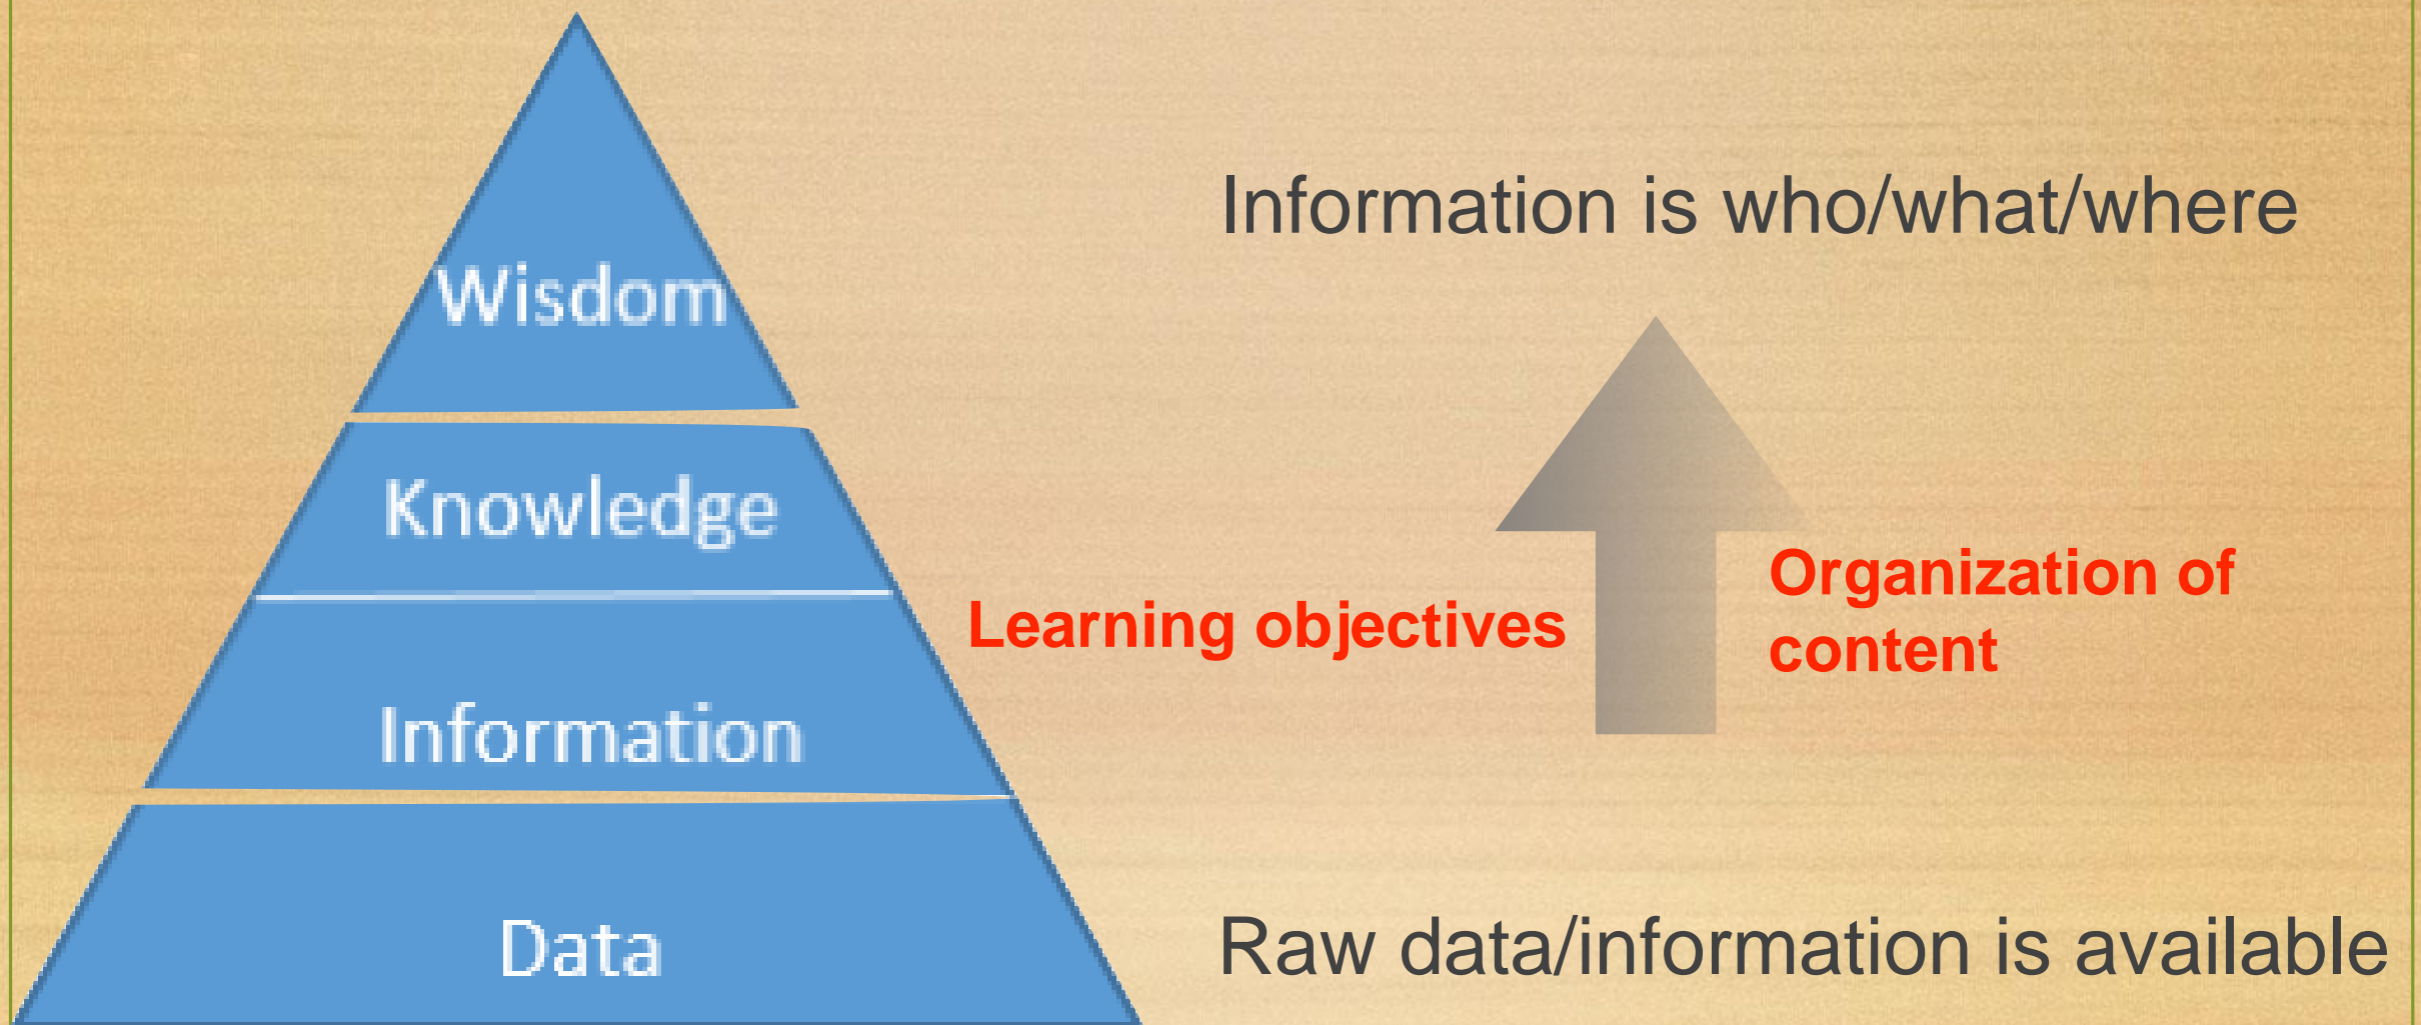 Wisdom
Knowledge
Information
Data
Information is who/what/where
Learning objectives
Organization of
content
Raw data/information is available